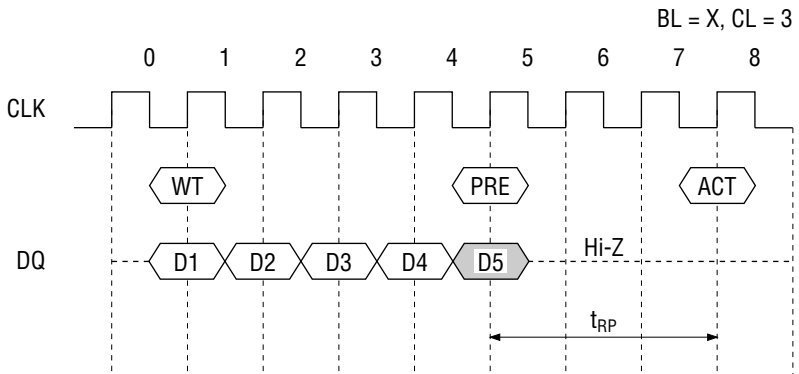 BL = X, CL = 3
0 1 2 3 4 5 6 7 8
CLK
WT PRE ACT
DQ D1 D2 D3 D4 D5 Hi-Z
tRP